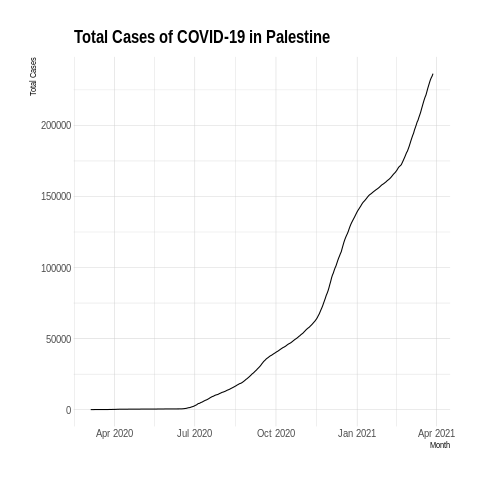 Total Cases of COVID-19 in Palestine
Total Cases
200000
150000
100000
50000
0
Apr 2020 Jul 2020 Oct 2020 Jan 2021 Apr 2021
Month